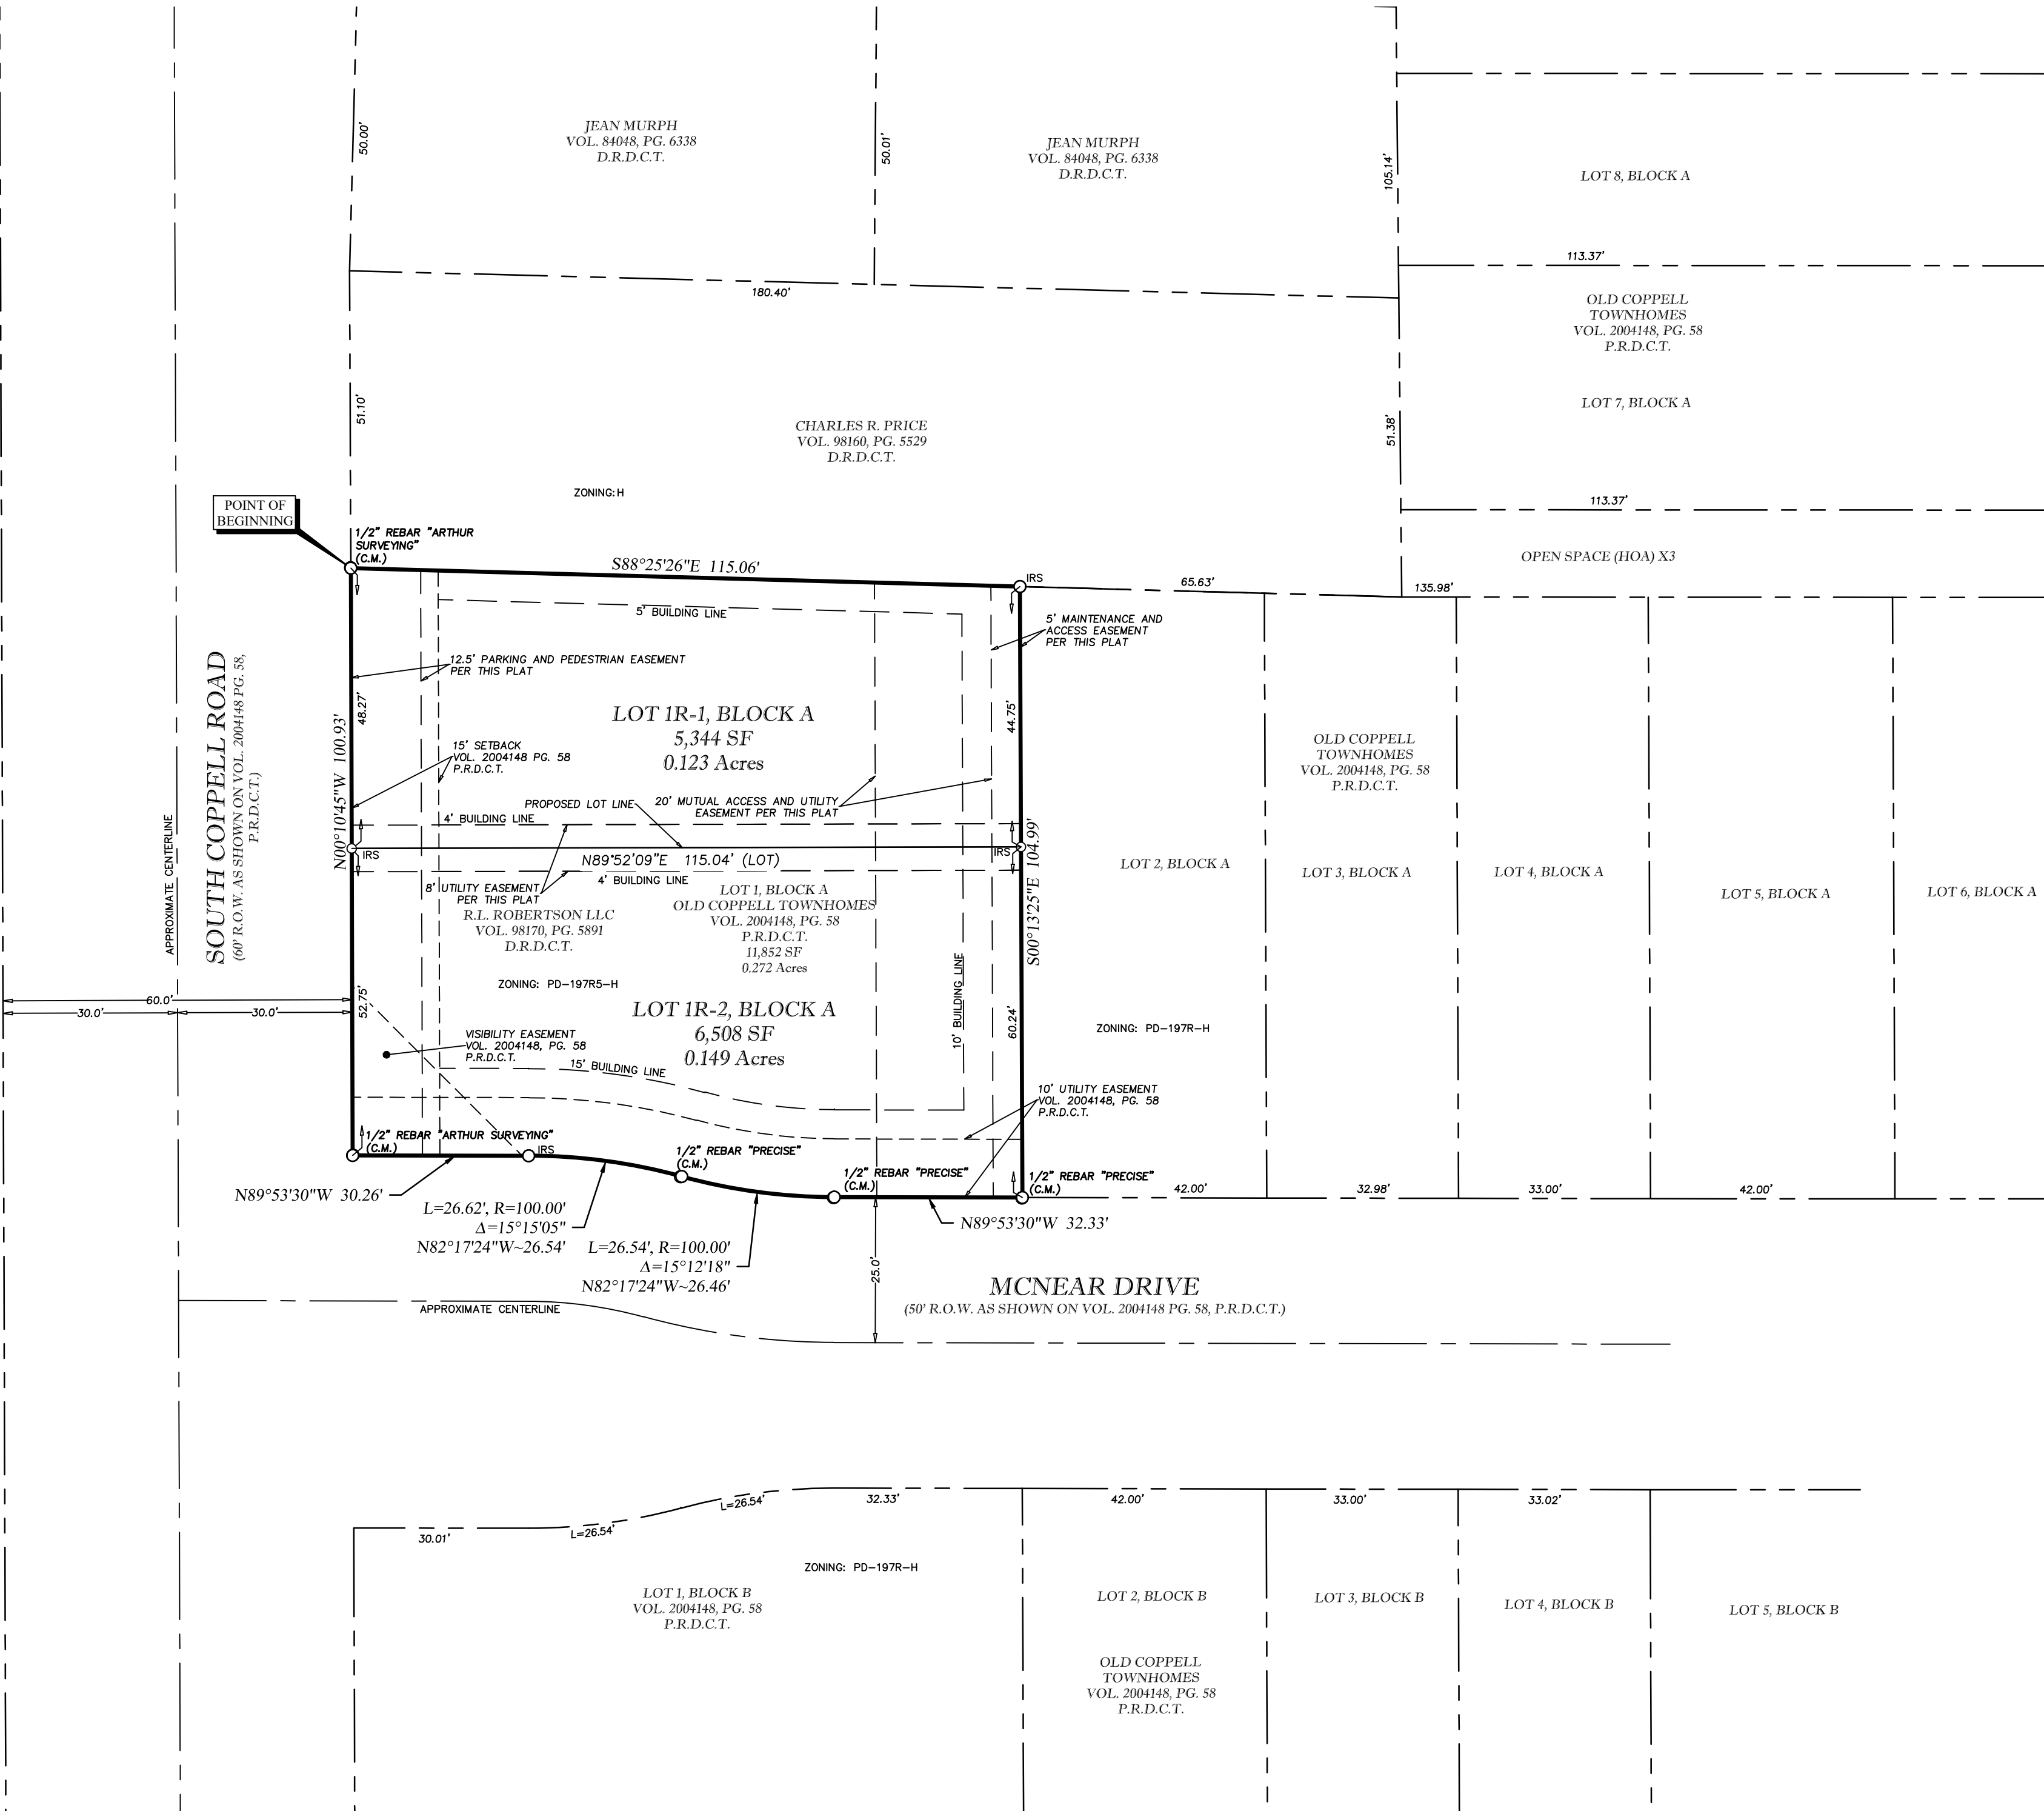 JEAN MURPH
VOL. 84048, PG. 6338
D.R.D.C.T.
JEAN MURPH
VOL. 84048, PG. 6338
D.R.D.C.T.
50.00'
50.01'
105.14'
LOT 8, BLOCK A
113.37'
180.40'
OLD COPPELL
TOWNHOMES
VOL. 2004148, PG. 58
P.R.D.C.T.
LOT 7, BLOCK A
51.10'
51.38'
CHARLES R. PRICE
VOL. 98160, PG. 5529
D.R.D.C.T.
ZONING: H
113.37'
OPEN SPACE (HOA) X3
POINT OF
BEGINNING
1/2" REBAR "ARTHUR
SURVEYING"
(C.M.)
S88°25'26"E 115.06'
IRS
65.63'
135.98'
5' BUILDING LINE
5' MAINTENANCE AND
ACCESS EASEMENT
PER THIS PLAT
12.5' PARKING AND PEDESTRIAN EASEMENT
PER THIS PLAT
48.27'
44.75'
LOT 1R-1, BLOCK A
5,344 SF
0.123 Acres
15' SETBACK
VOL. 2004148 PG. 58
P.R.D.C.T.
PROPOSED LOT LINE
20' MUTUAL ACCESS AND UTILITY
EASEMENT PER THIS PLAT
4' BUILDING LINE
N00°10'45"W 100.93'
SOUTH COPPELL ROAD
(60' R.O.W. AS SHOWN ON VOL. 2004148 PG. 58,
P.R.D.C.T.)
APPROXIMATE CENTERLINE
IRS
IRS
N89°52'09"E 115.04' (LOT)
4' BUILDING LINE
8' UTILITY EASEMENT
PER THIS PLAT
S00°13'25"E 104.99'
R.L. ROBERTSON LLC
VOL. 98170, PG. 5891
D.R.D.C.T.
LOT 1, BLOCK A
OLD COPPELL TOWNHOMES
VOL. 2004148, PG. 58
P.R.D.C.T.
11,852 SF
0.272 Acres
OLD COPPELL
TOWNHOMES
VOL. 2004148, PG. 58
P.R.D.C.T.
LOT 2, BLOCK A
LOT 3, BLOCK A
LOT 4, BLOCK A
LOT 5, BLOCK A
LOT 6, BLOCK A
ZONING: PD-197R5-H
60.0'
30.0'
30.0'
52.75'
LOT 1R-2, BLOCK A
6,508 SF
0.149 Acres
10' BUILDING LINE
60.24'
ZONING: PD-197R-H
VISIBILITY EASEMENT
VOL. 2004148, PG. 58
P.R.D.C.T.
15' BUILDING LINE
10' UTILITY EASEMENT
VOL. 2004148, PG. 58
P.R.D.C.T.
1/2" REBAR "ARTHUR SURVEYING"
(C.M.)
IRS
1/2" REBAR "PRECISE"
(C.M.)
1/2" REBAR "PRECISE"
(C.M.)
1/2" REBAR "PRECISE"
(C.M.)
42.00'
32.98'
33.00'
42.00'
N89°53'30"W 30.26'
L=26.62', R=100.00'
Δ=15°15'05"
N82°17'24"W~26.54'
L=26.54', R=100.00'
Δ=15°12'18"
N82°17'24"W~26.46'
N89°53'30"W 32.33'
25.0'
MCNEAR DRIVE
(50' R.O.W. AS SHOWN ON VOL. 2004148 PG. 58, P.R.D.C.T.)
APPROXIMATE CENTERLINE
30.01'
L=26.54'
L=26.54'
32.33'
42.00'
33.00'
33.02'
ZONING: PD-197R-H
LOT 1, BLOCK B
VOL. 2004148, PG. 58
P.R.D.C.T.
LOT 2, BLOCK B
LOT 3, BLOCK B
LOT 4, BLOCK B
LOT 5, BLOCK B
OLD COPPELL
TOWNHOMES
VOL. 2004148, PG. 58
P.R.D.C.T.